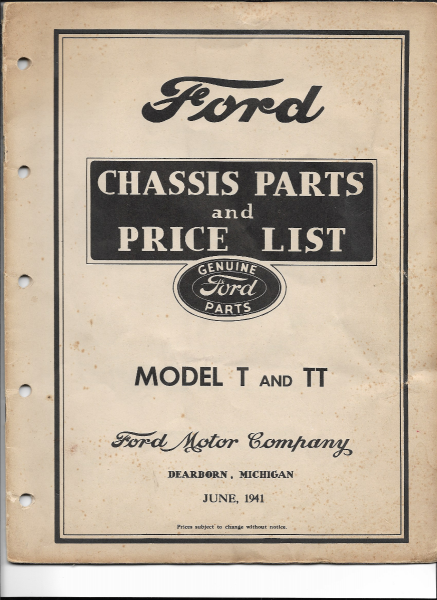 Ford
CHASSIS PARTS
and
PRICE LIST
GENUINE
Ford
PARTS
MODEL T AND TT
Ford Motor Company
DEARBORN, MICHIGAN
JUNE, 1941
Prices subject to change without notice.